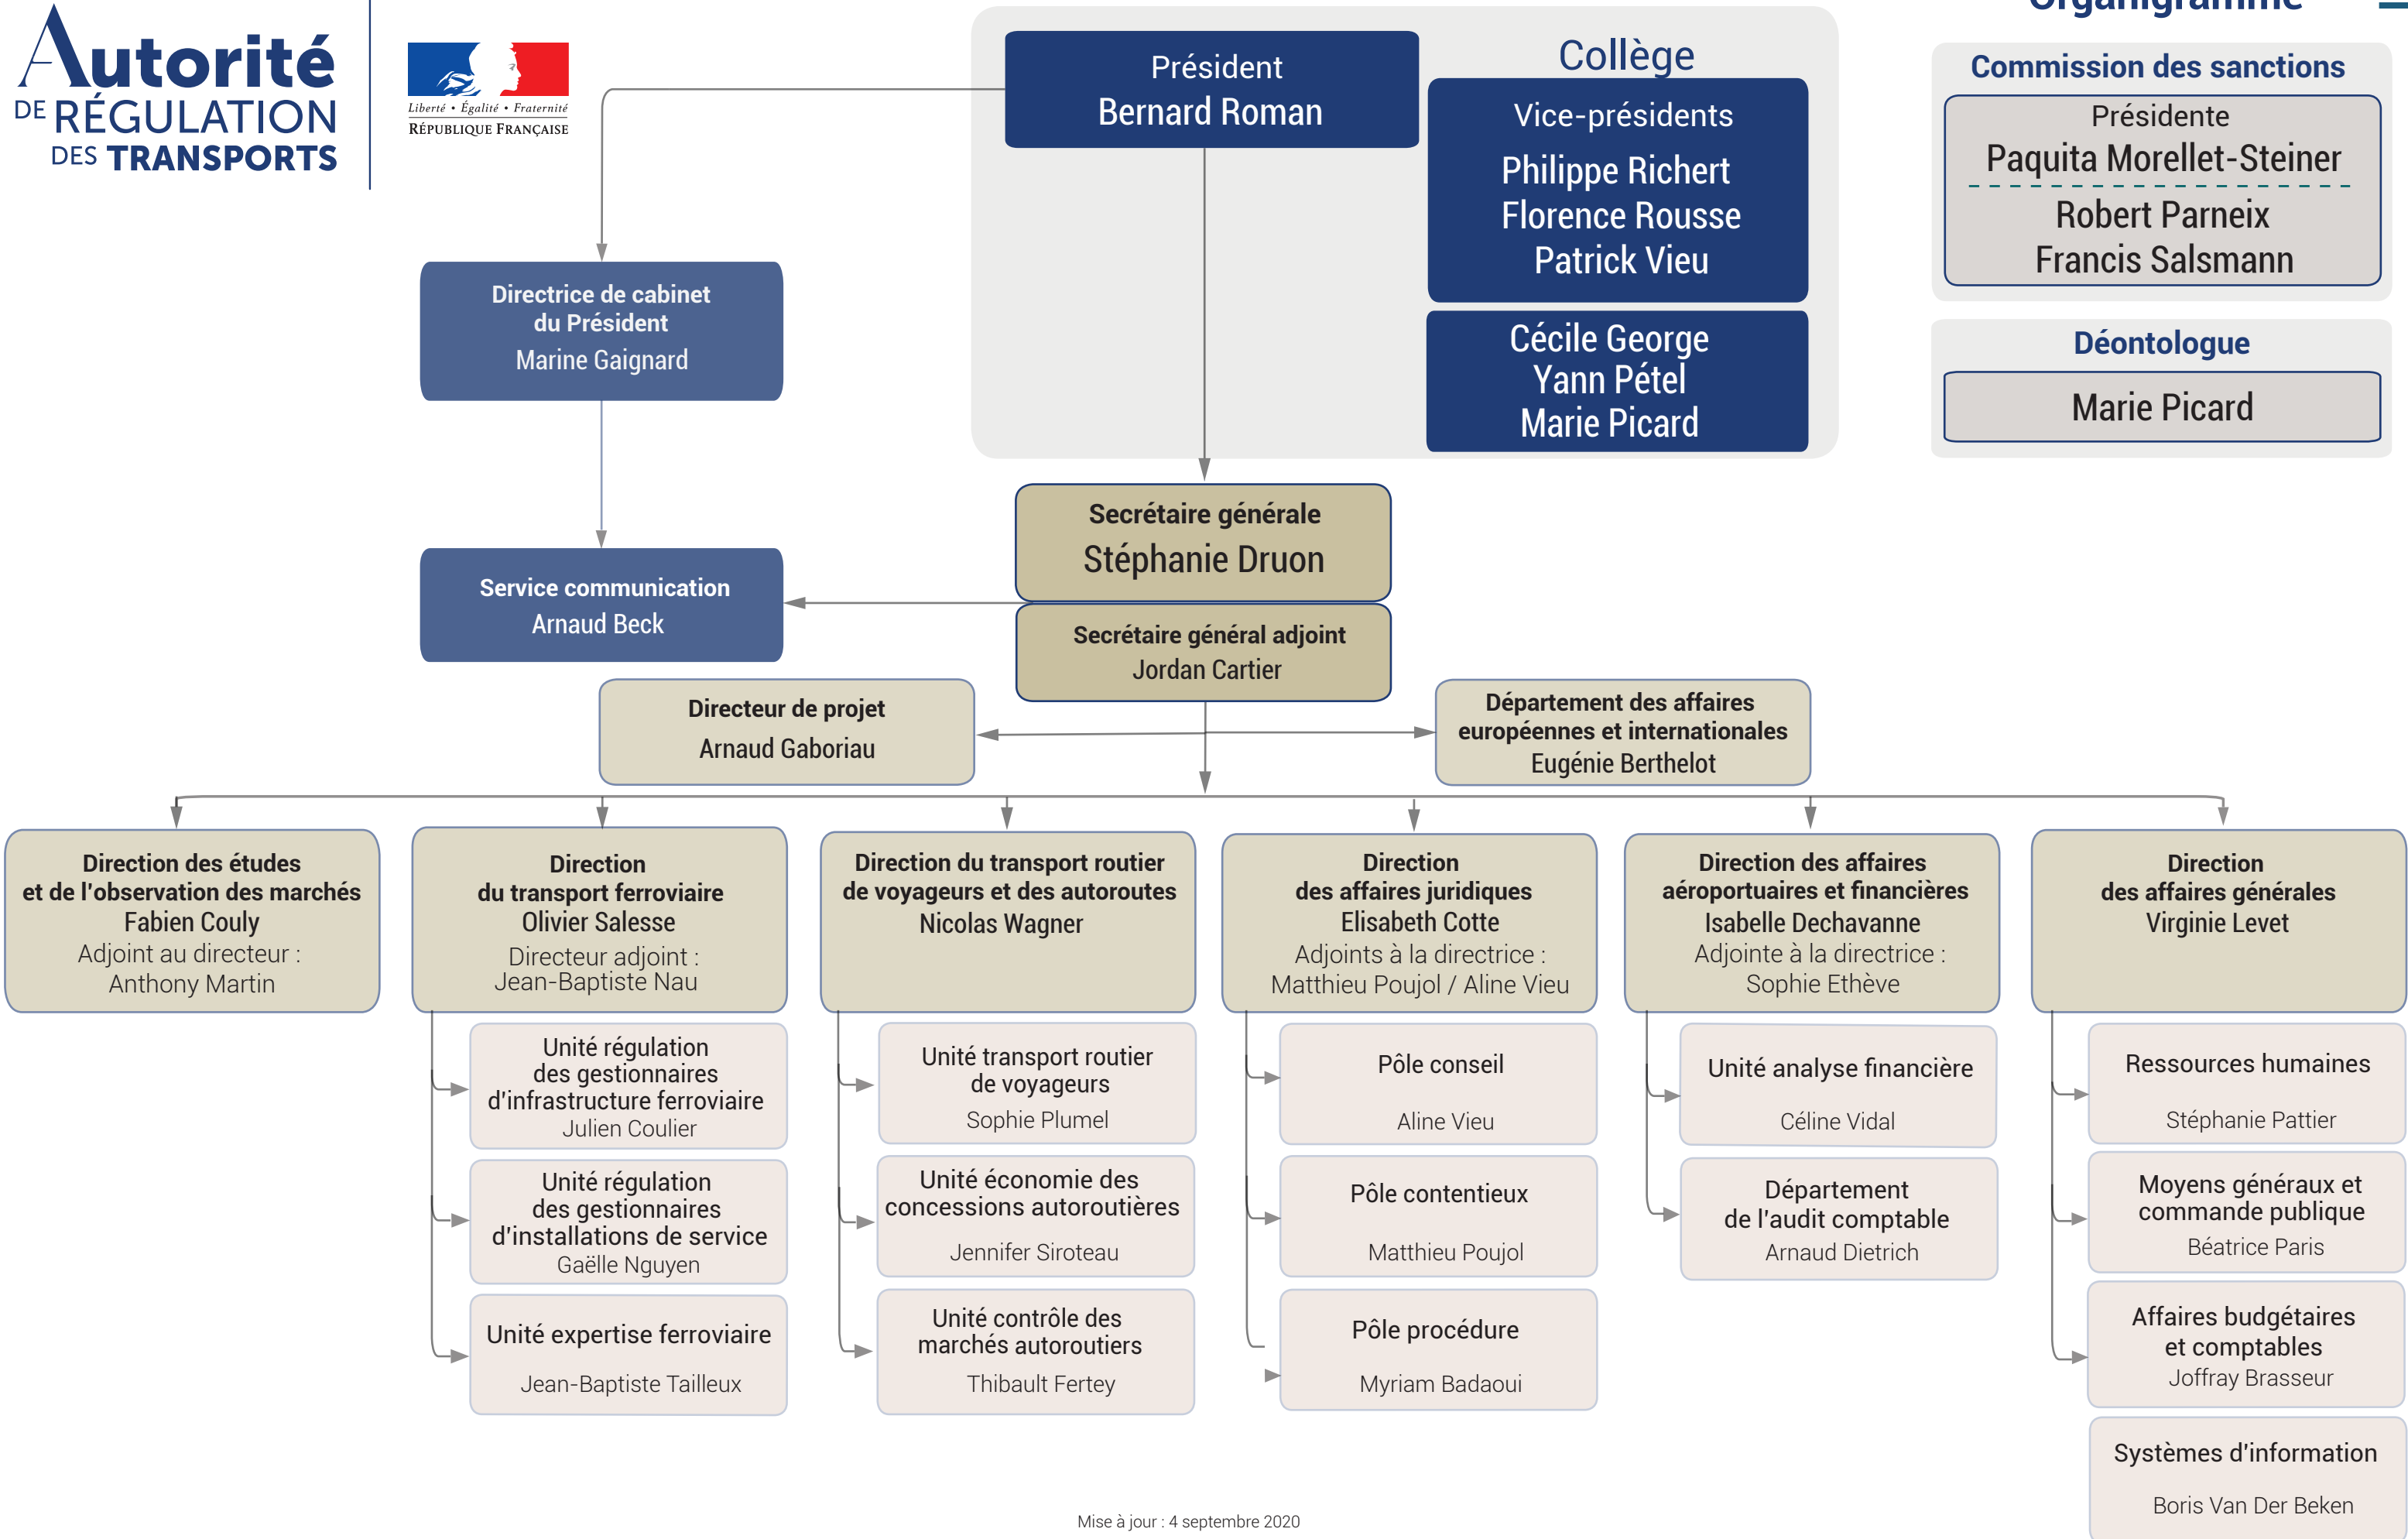 Autorité
DE RÉGULATION
DES TRANSPORTS
Liberté • Égalité • Fraternité
RÉPUBLIQUE FRANÇAISE
Organigramme
Président
Bernard Roman
Collège
Vice-présidents
Philippe Richert
Florence Rousse
Patrick Vieu
Cécile George
Yann Pétel
Marie Picard
Commission des sanctions
Présidente
Paquita Morellet-Steiner
Robert Parneix
Francis Salsmann
Déontologue
Marie Picard
Directrice de cabinet
du Président
Marine Gaignard
Secrétaire générale
Stéphanie Druon
Service communication
Arnaud Beck
Secrétaire général adjoint
Jordan Cartier
Directeur de projet
Arnaud Gaboriau
Département des affaires
européennes et internationales
Eugénie Berthelot
Direction des études
et de l'observation des marchés
Fabien Couly
Adjoint au directeur :
Anthony Martin
Direction
du transport ferroviaire
Olivier Salesse
Directeur adjoint :
Jean-Baptiste Nau
Unité régulation
des gestionnaires
d'infrastructure ferroviaire
Julien Coulier
Unité régulation
des gestionnaires
d'installations de service
Gaëlle Nguyen
Unité expertise ferroviaire
Jean-Baptiste Tailleux
Direction du transport routier
de voyageurs et des autoroutes
Nicolas Wagner
Unité transport routier
de voyageurs
Sophie Plumel
Unité économie des
concessions autoroutières
Jennifer Siroteau
Unité contrôle des
marchés autoroutiers
Thibault Fertey
Direction
des affaires juridiques
Elisabeth Cotte
Adjoints à la directrice :
Matthieu Poujol / Aline Vieu
Pôle conseil
Aline Vieu
Pôle contentieux
Matthieu Poujol
Pôle procédure
Myriam Badaoui
Direction des affaires
aéroportuaires et financières
Isabelle Dechavanne
Adjointe à la directrice :
Sophie Ethève
Unité analyse financière
Céline Vidal
Département
de l'audit comptable
Arnaud Dietrich
Direction
des affaires générales
Virginie Levet
Ressources humaines
Stéphanie Pattier
Moyens généraux et
commande publique
Béatrice Paris
Affaires budgétaires
et comptables
Joffray Brasseur
Systèmes d'information
Boris Van Der Beken
Mise à jour : 4 septembre 2020